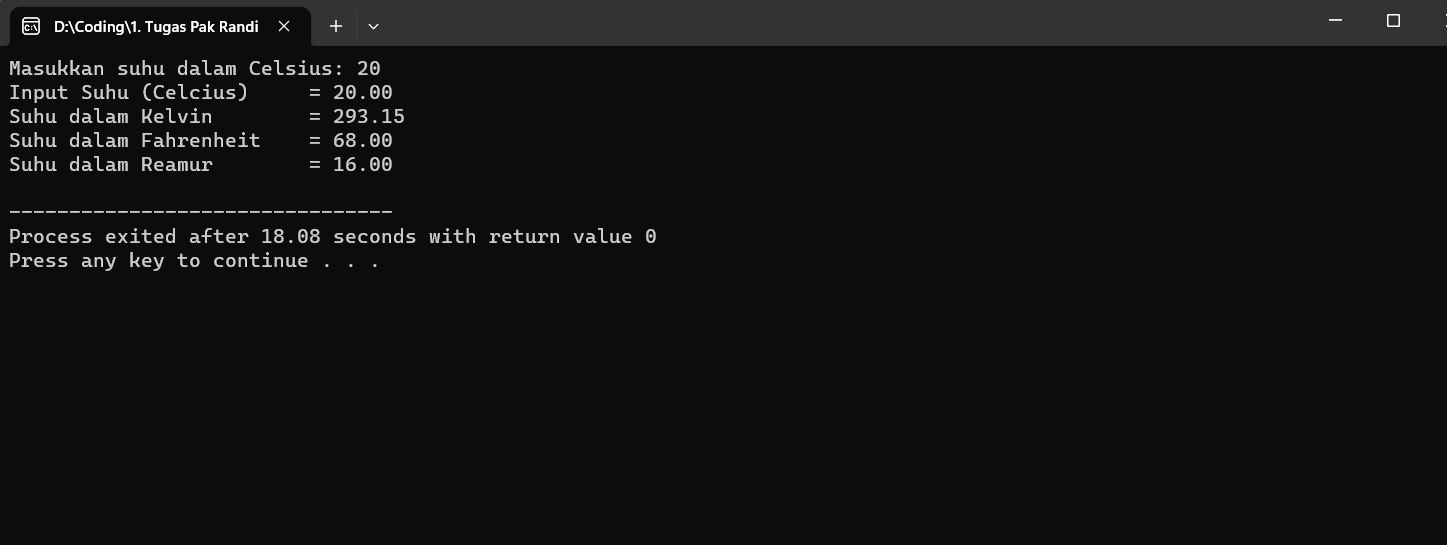 D:\Coding\1. Tugas Pak Randi
Masukkan suhu dalam Celsius: 20
Input Suhu (Celcius)     = 20.00
Suhu dalam Kelvin        = 293.15
Suhu dalam Fahrenheit    = 68.00
Suhu dalam Reamur        = 16.00
--------------------------------
Process exited after 18.08 seconds with return value 0
Press any key to continue . . .